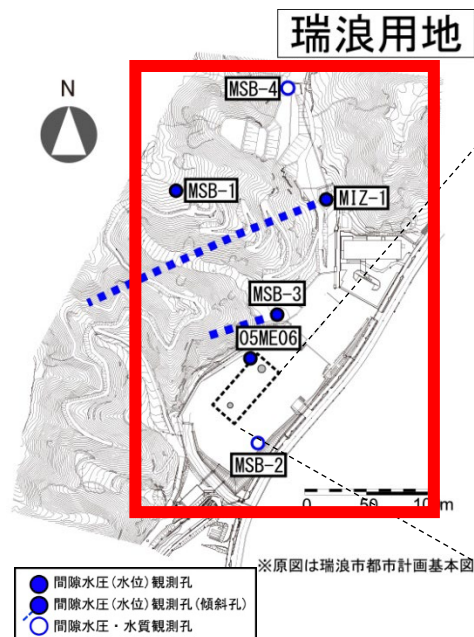 瑞浪用地
N
MSB-4
MSB-1
MIZ-1
MSB-3
05ME06
MSB-2
0 50 100m
※原図は瑞浪市都市計画基本図
間隙水圧(水位)観測孔
間隙水圧(水位)観測孔(傾斜孔)
間隙水圧・水質観測孔